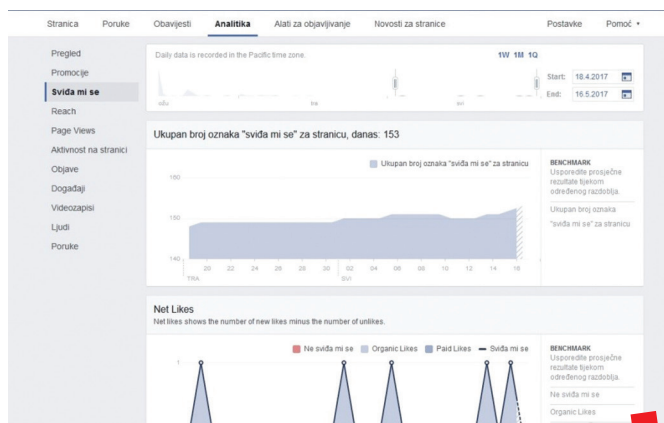 Stranica Poruke Obavijesti Analitika Alati za objavljivanje Novosti za stranice Postavke Pomoć
Pregled
Promocije
Sviđa mi se
Reach
Page Views
Aktivnost na stranici
Objave
Događaji
Videozapisi
Ljudi
Poruke
Daily data is recorded in the Pacific time zone.
1W 1M 1Q
Start: 18.4.2017
End: 16.5.2017
Ukupan broj oznaka "sviđa mi se" za stranicu, danas: 153
Ukupan broj oznaka "sviđa mi se" za stranicu
160
150
140
20 22 24 26 28 30 02 04 06 08 10 12 14 16
TRA SVI
BENCHMARK
Usporedite prosječne
rezultate tijekom
određenog razdoblja.
Ukupan broj oznaka
"sviđa mi se" za stranicu
Net Likes
Net likes shows the number of new likes minus the number of unlikes.
Ne sviđa mi se Organic Likes Paid Likes Sviđa mi se
1
BENCHMARK
Usporedite prosječne
rezultate tijekom
određenog razdoblja.
Ne sviđa mi se
Organic Likes